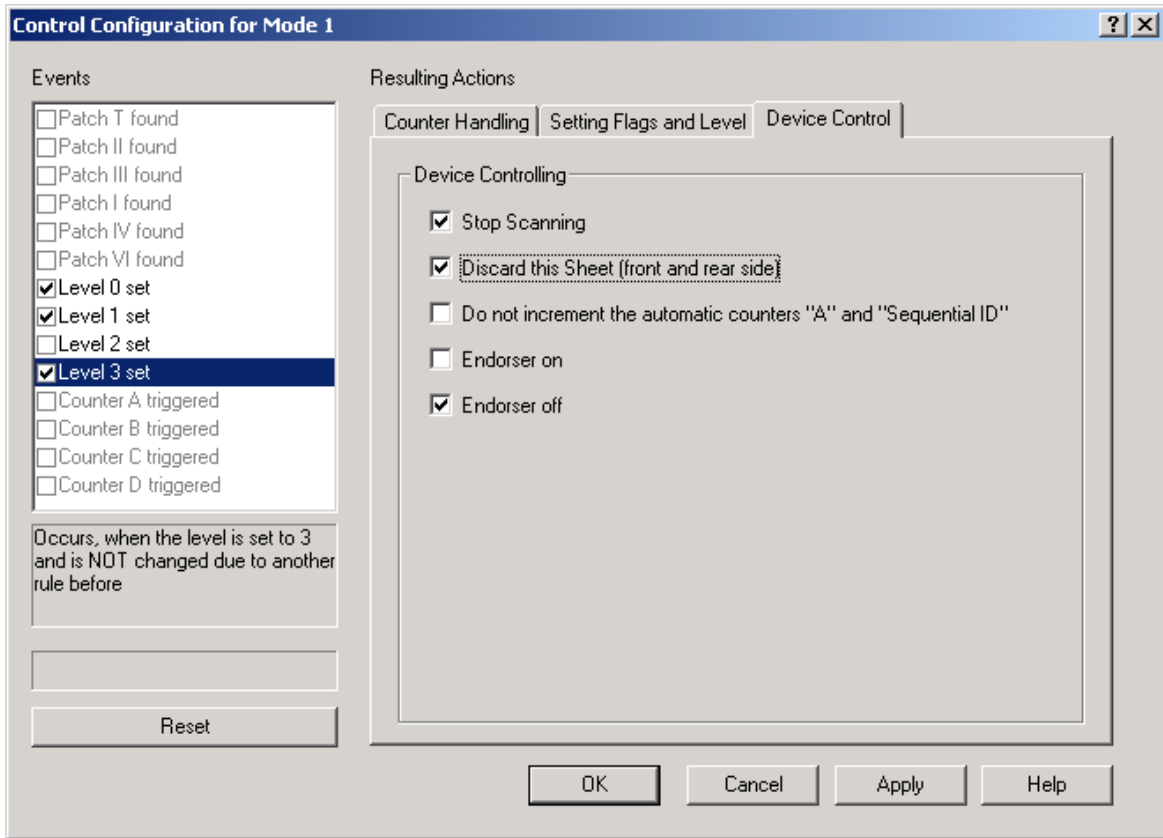 Control Configuration for Mode 1
Events
Patch T found
Patch II found
Patch III found
Patch I found
Patch IV found
Patch VI found
Level 0 set
Level 1 set
Level 2 set
Level 3 set
Counter A triggered
Counter B triggered
Counter C triggered
Counter D triggered
Occurs, when the level is set to 3
and is NOT changed due to another
rule before
Reset
Resulting Actions
Counter Handling Setting Flags and Level Device Control
Device Controlling
Stop Scanning
Discard this Sheet (front and rear side)
Do not increment the automatic counters "A" and "Sequential ID"
Endorser on
Endorser off
OK Cancel Apply Help